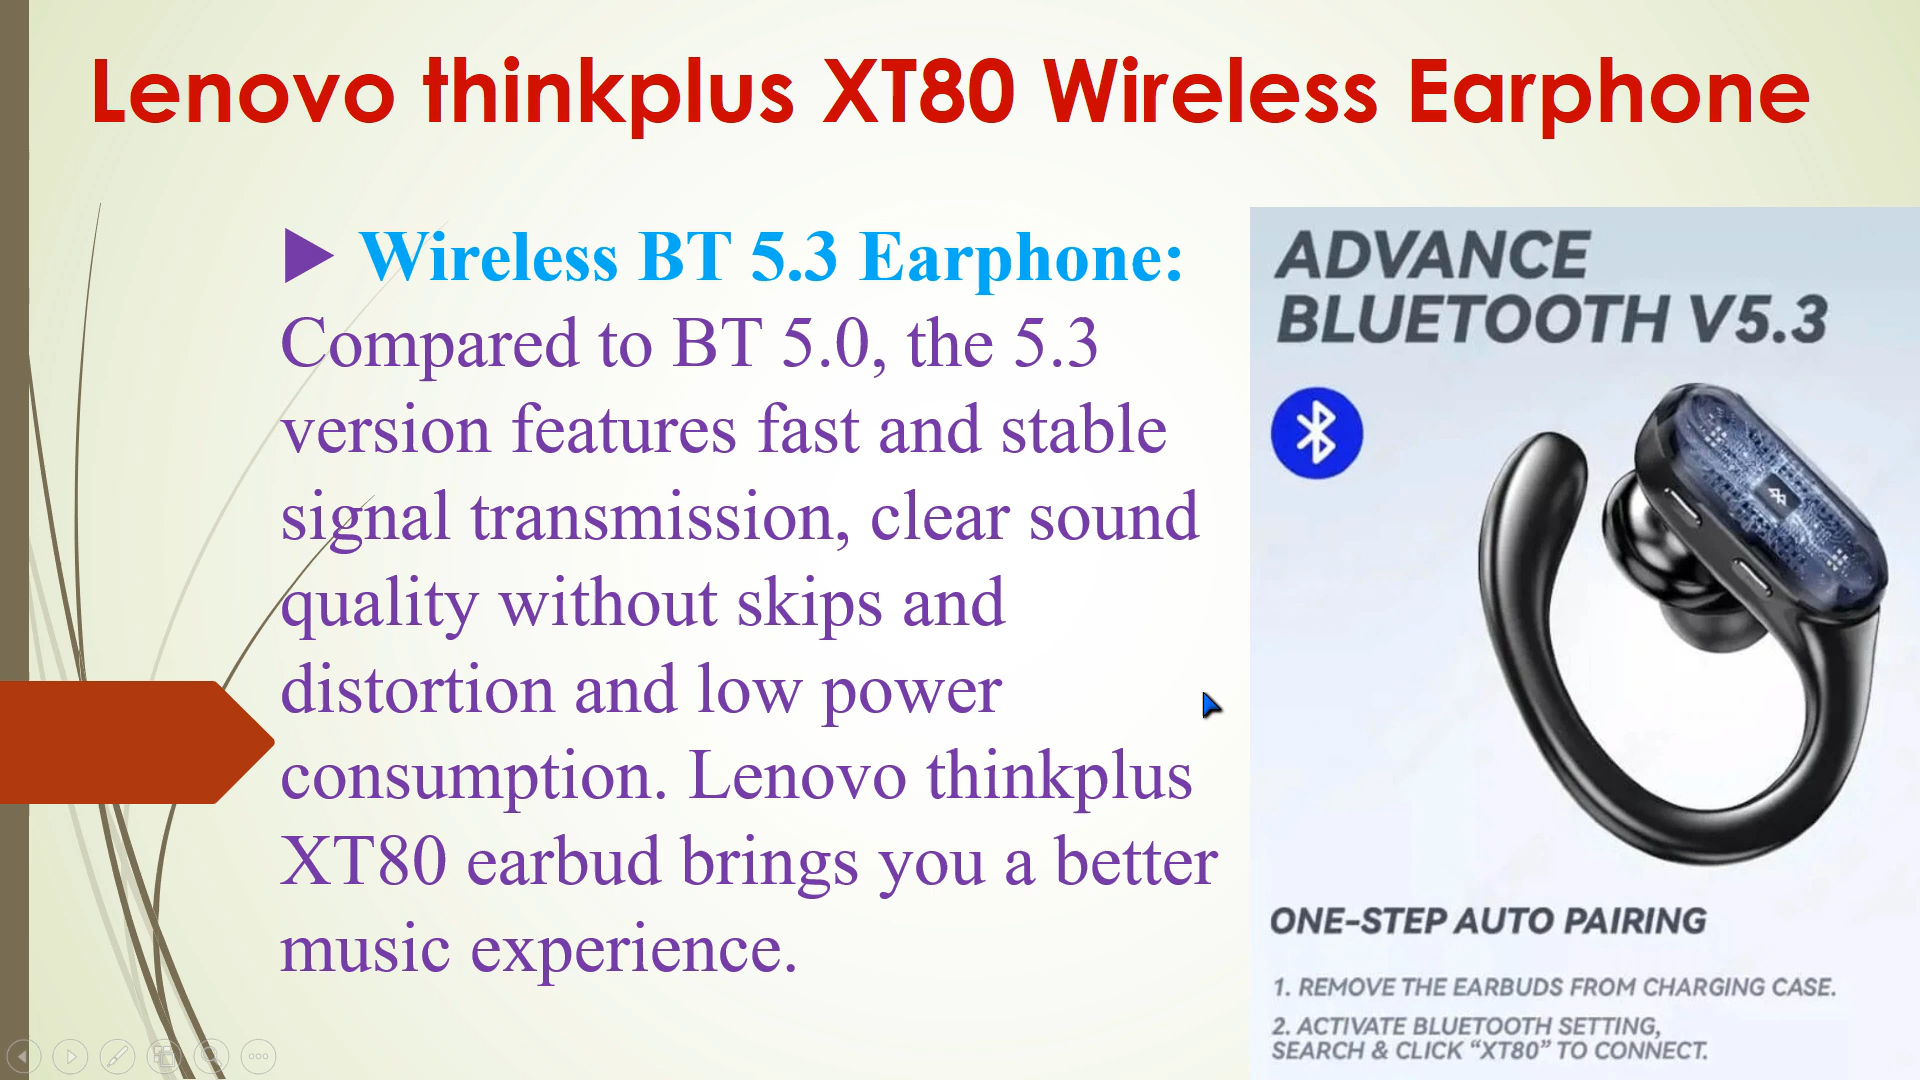 Lenovo thinkplus XT80 Wireless Earphone
Wireless BT 5.3 Earphone:
Compared to BT 5.0, the 5.3
version features fast and stable
signal transmission, clear sound
quality without skips and
distortion and low power
consumption. Lenovo thinkplus
XT80 earbud brings you a better
music experience.
ADVANCE
BLUETOOTH V5.3
ONE-STEP AUTO PAIRING
1. REMOVE THE EARBUDS FROM CHARGING CASE.
2. ACTIVATE BLUETOOTH SETTING,
SEARCH & CLICK “XT80” TO CONNECT.